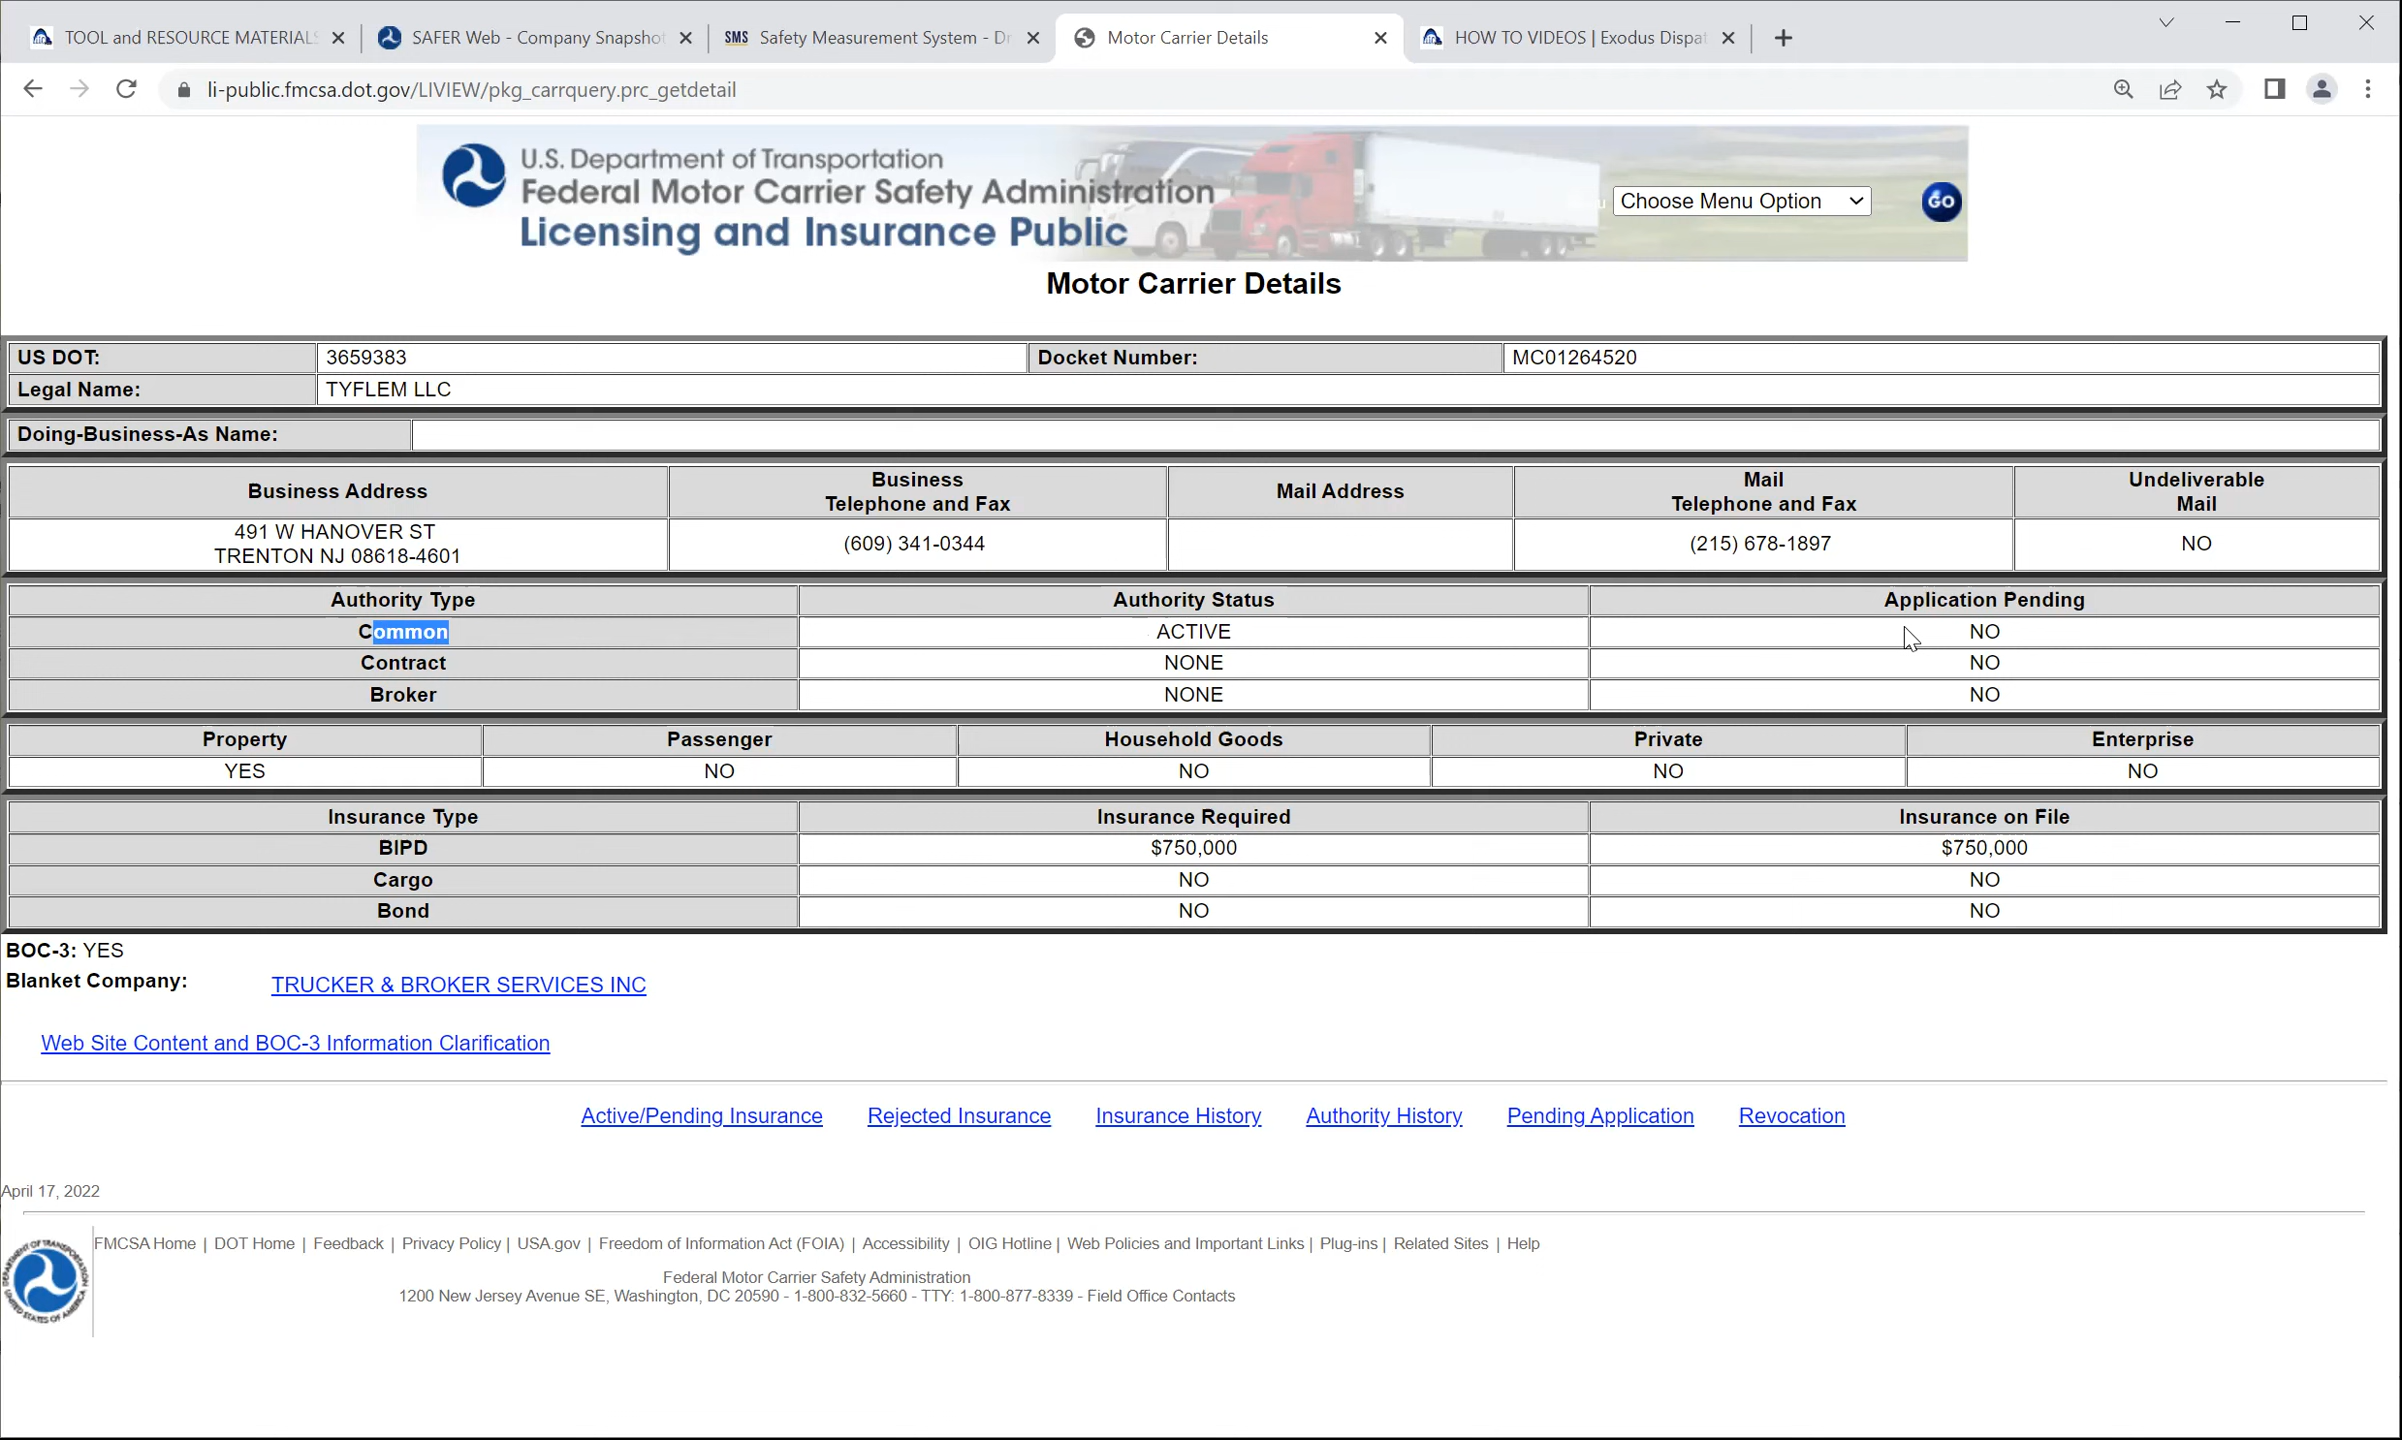 TOOL and RESOURCE MATERIALS
SAFER Web - Company Snapshot
SMS Safety Measurement System - Dr
Motor Carrier Details
HOW TO VIDEOS | Exodus Dispat
li-public.fmcsa.dot.gov/LIVIEW/pkg_carrquery.prc_getdetail
U.S. Department of Transportation
Federal Motor Carrier Safety Administration
Licensing and Insurance Public
Choose Menu Option
GO
Motor Carrier Details
US DOT: 3659383 Docket Number: MC01264520
Legal Name: TYFLEM LLC
Doing-Business-As Name:
Business Address Business Telephone and Fax Mail Address Mail Telephone and Fax Undeliverable Mail
491 W HANOVER ST
TRENTON NJ 08618-4601 (609) 341-0344 (215) 678-1897 NO
Authority Type Authority Status Application Pending
Common ACTIVE NO
Contract NONE NO
Broker NONE NO
Property Passenger Household Goods Private Enterprise
YES NO NO NO NO
Insurance Type Insurance Required Insurance on File
BIPD $750,000 $750,000
Cargo NO NO
Bond NO NO
BOC-3: YES
Blanket Company: TRUCKER & BROKER SERVICES INC
Web Site Content and BOC-3 Information Clarification
Active/Pending Insurance Rejected Insurance Insurance History Authority History Pending Application Revocation
April 17, 2022
FMCSA Home | DOT Home | Feedback | Privacy Policy | USA.gov | Freedom of Information Act (FOIA) | Accessibility | OIG Hotline | Web Policies and Important Links | Plug-ins | Related Sites | Help
Federal Motor Carrier Safety Administration
1200 New Jersey Avenue SE, Washington, DC 20590 - 1-800-832-5660 - TTY: 1-800-877-8339 - Field Office Contacts